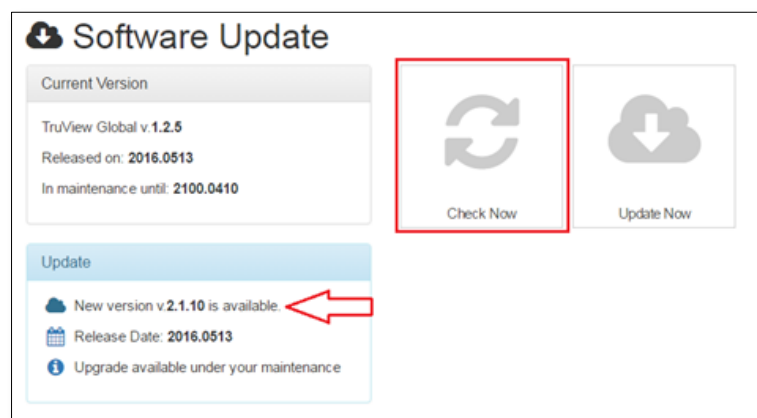 Software Update
Current Version
TruView Global v.1.2.5
Released on: 2016.0513
In maintenance until: 2100.0410
Check Now
Update Now
Update
New version v.2.1.10 is available.
Release Date: 2016.0513
Upgrade available under your maintenance